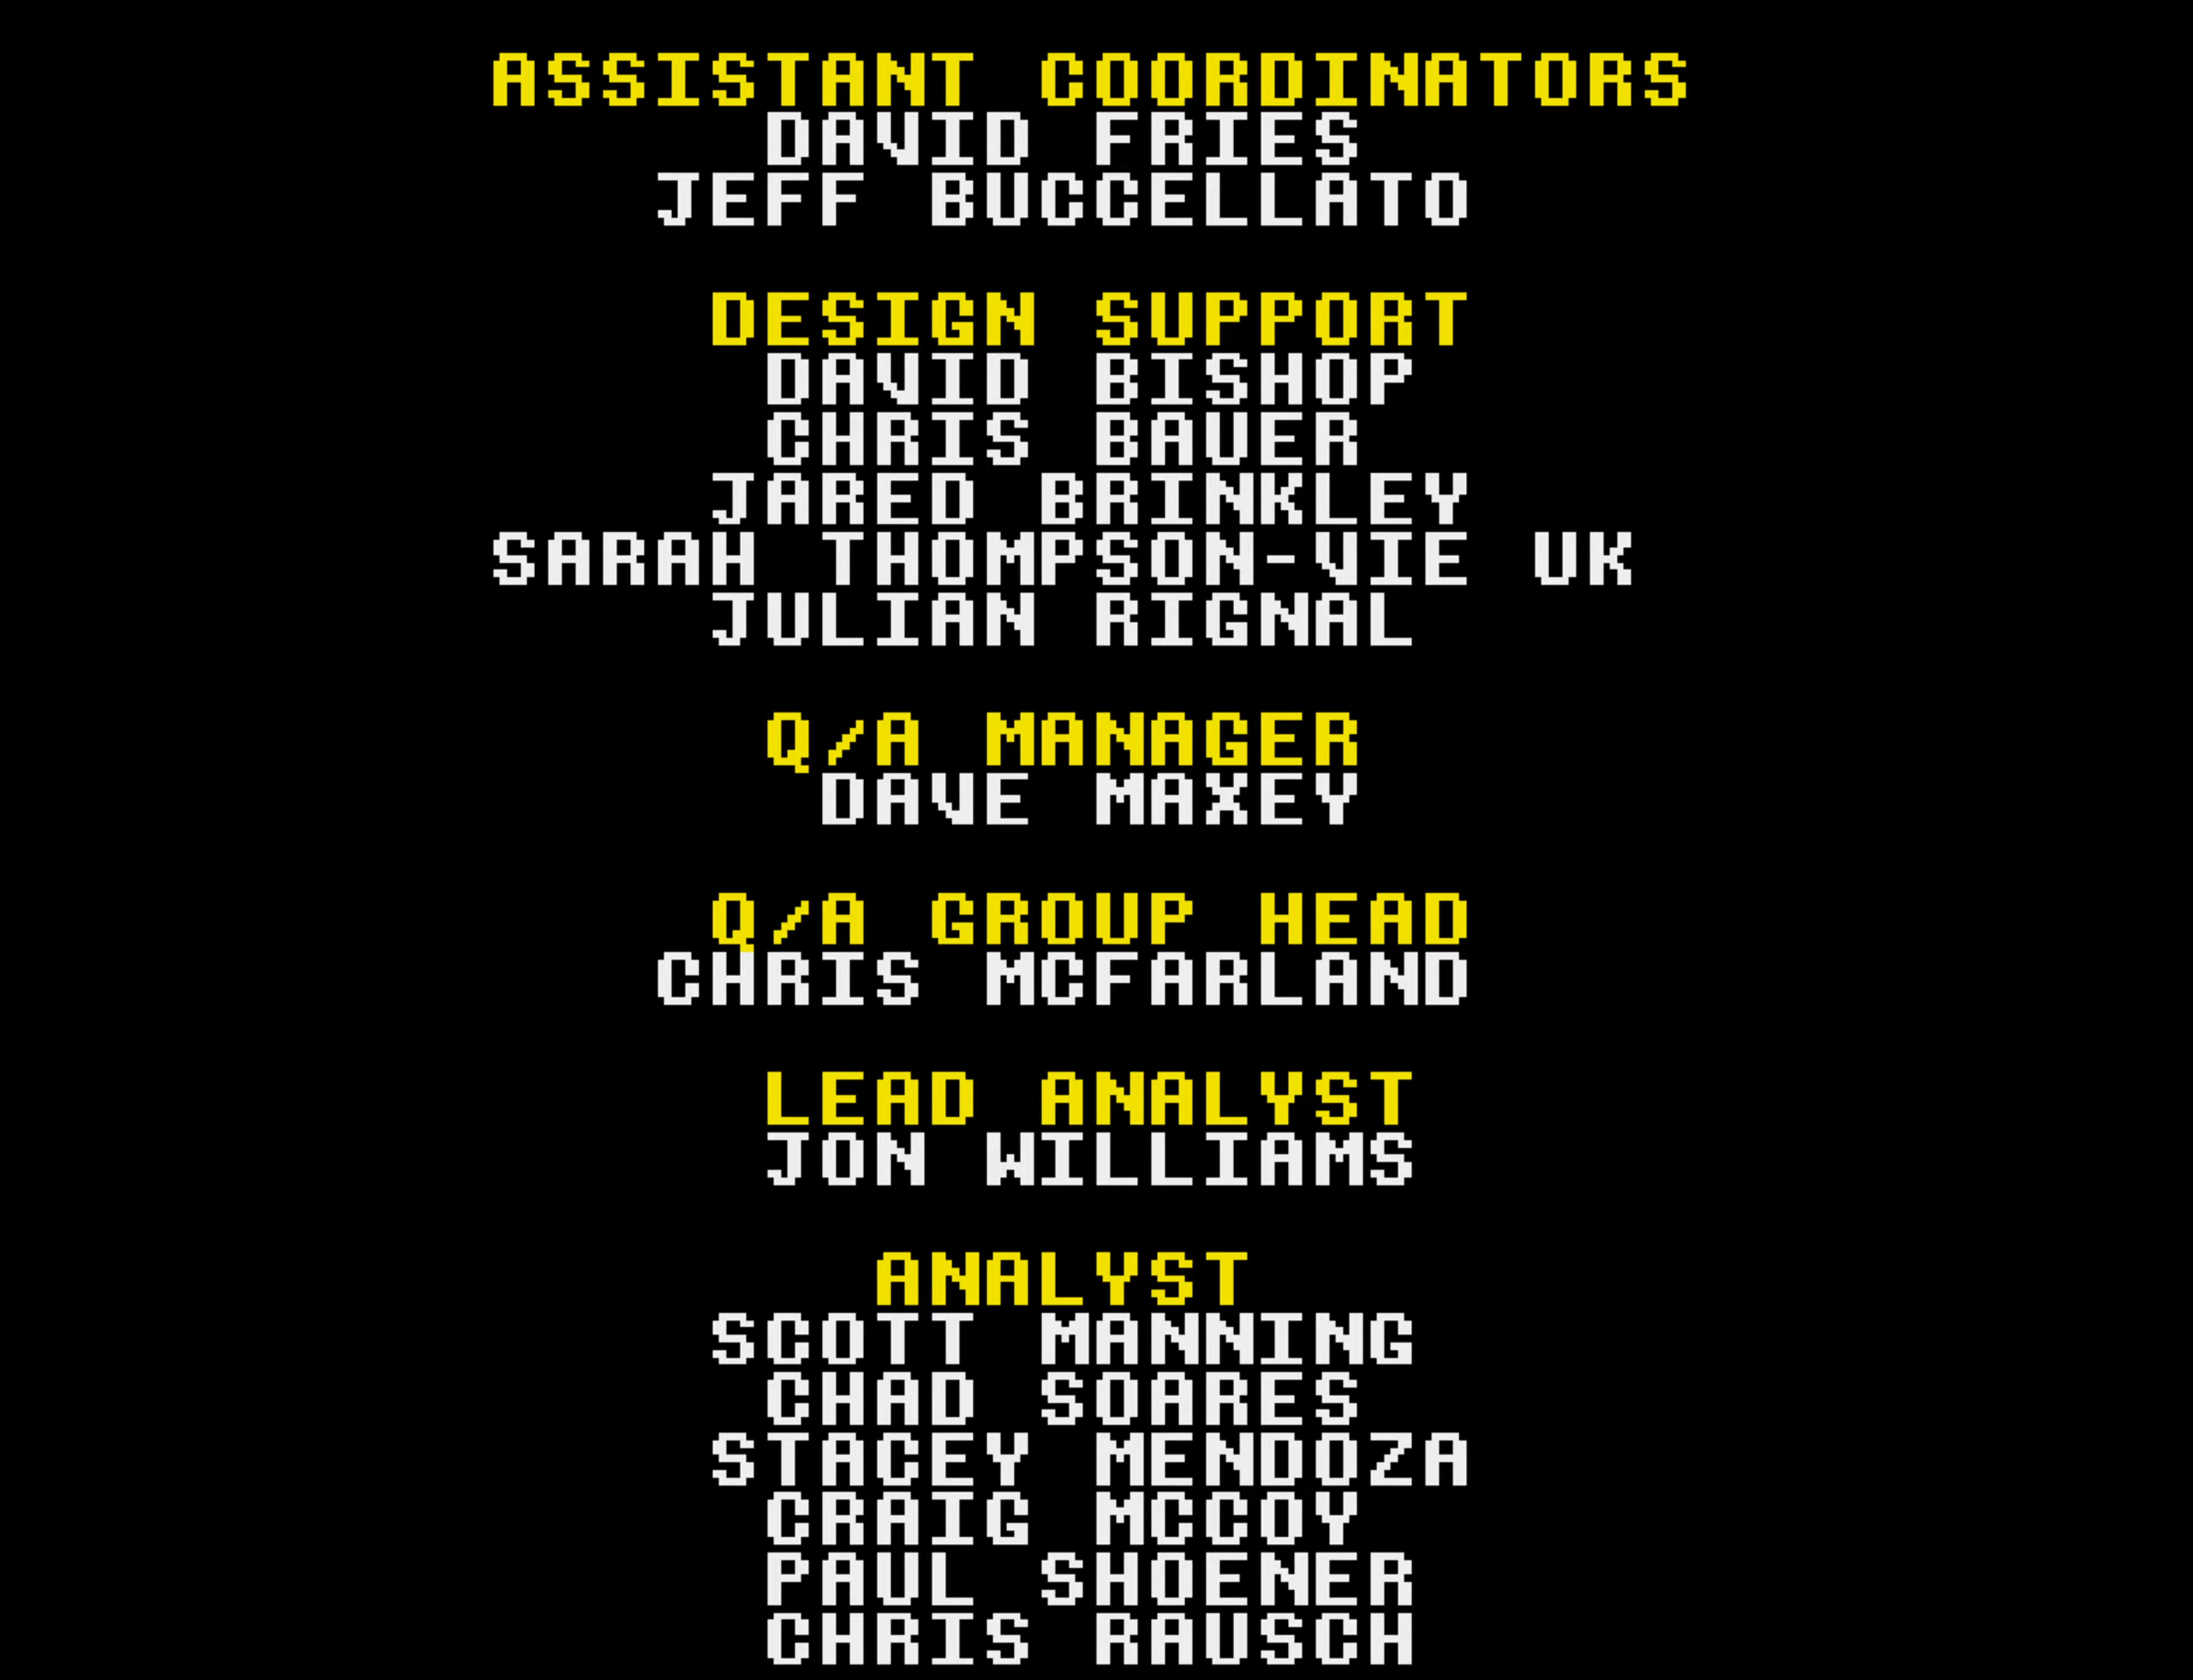 ASSISTANT COORDINATORS
DAVID FRIES
JEFF BUCCELLATO
DESIGN SUPPORT
DAVID BISHOP
CHRIS BAUER
JARED BRINKLEY
SARAH THOMPSON-VIE UK
JULIAN RIGNAL
Q/A MANAGER
DAVE MAXEY
Q/A GROUP HEAD
CHRIS MCFARLAND
LEAD ANALYST
JON WILLIAMS
ANALYST
SCOTT MANNING
CHAD SOARES
STACEY MENDOZA
CRAIG MCCOY
PAUL SHOENER
CHRIS RAUSCH